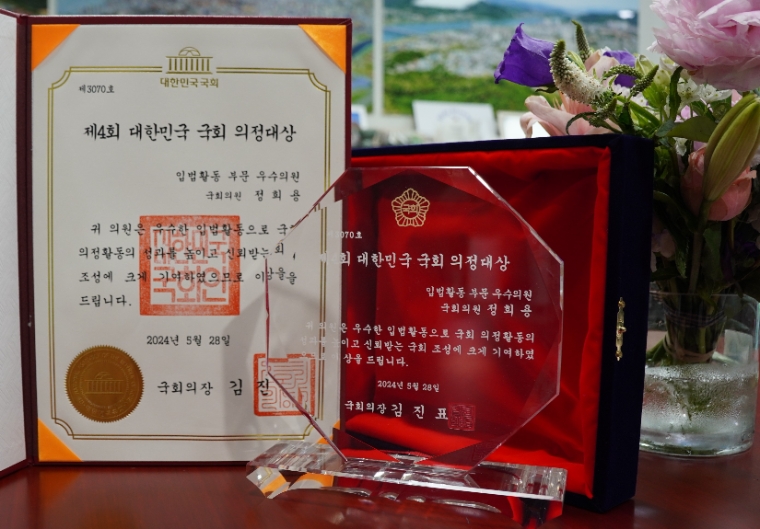 대한민국국회
제3070호
제4회 대한민국 국회 의정대상
입법활동 부문 우수의원
국회의원 정희용
귀 의원은 우수한 입법활동으로 국
의정활동의 성과를 높이고 신뢰받는
조성에 크게 기여하였으므로 이 상을
드립니다.
2024년 5월 28일
국회의장 김 진
국회
3070호
회 대한민국 국회 의정대상
입법활동 부문 우수의원
국회의원 정희용
귀 의원은 우수한 입법활동으로 국회 의정활동의
성과를 높이고 신뢰받는 국회 조성에 크게 기여하였
상을 드립니다.
2024년 5월 28일
국회의장 김 진 표